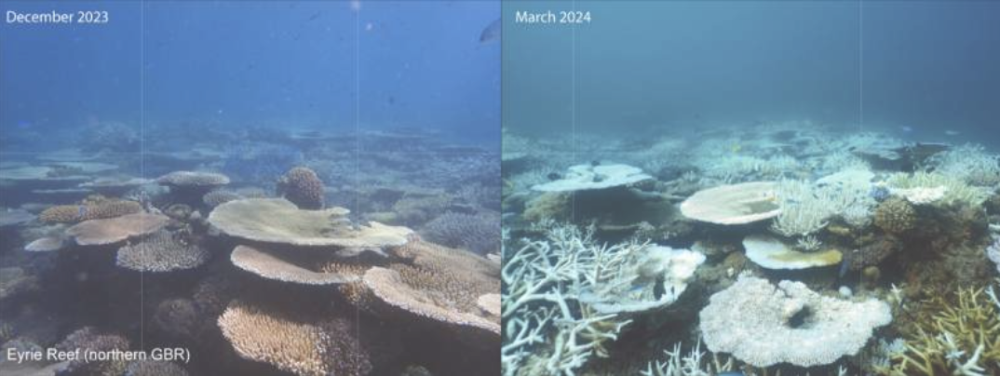 December 2023
March 2024
Eyrie Reef (northern GBR)